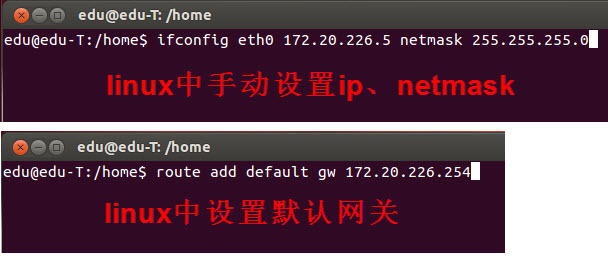 edu@edu-T: /home
edu@edu-T:/home$ ifconfig eth0 172.20.226.5 netmask 255.255.255.0
linux中手动设置ip、netmask
edu@edu-T: /home
edu@edu-T:/home$ route add default gw 172.20.226.254
linux中设置默认网关